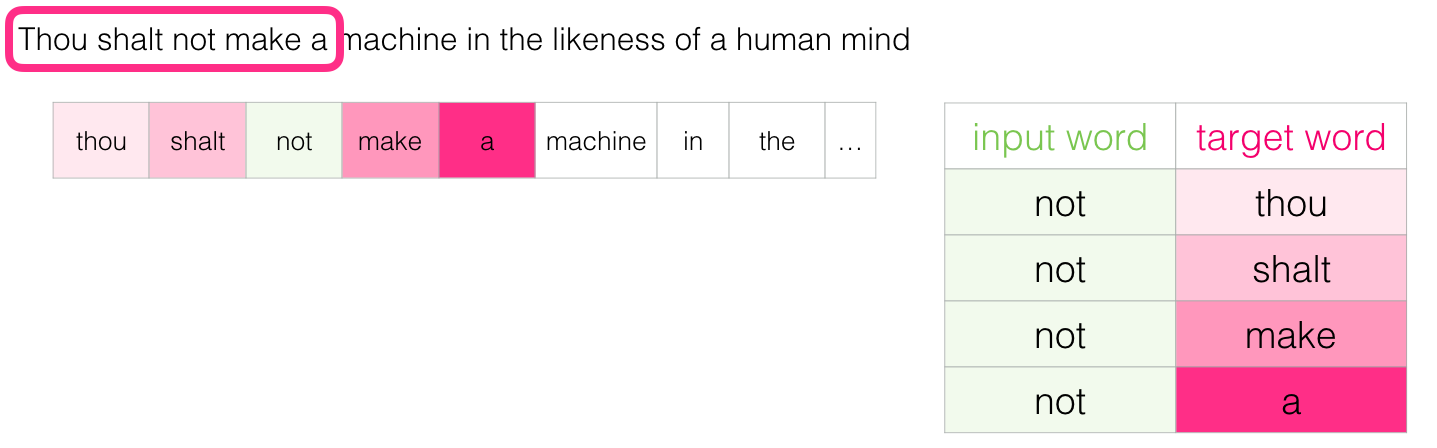 Thou shalt not make a machine in the likeness of a human mind
thou shalt not make a machine in the ...
input word target word
not thou
not shalt
not make
not a